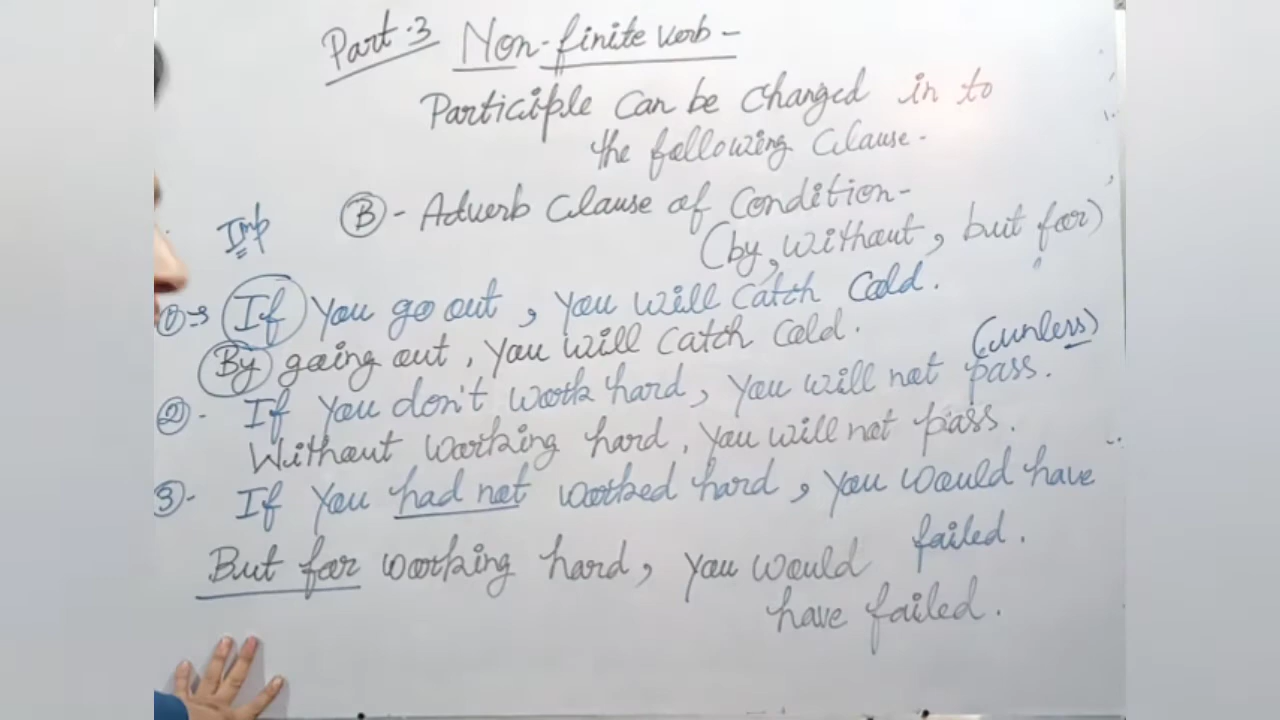 Part.3 Non-finite verb -
Participle can be changed in to
the following clause.
Imp
(B) - Adverb clause of condition-
(by, without, but for)
(1)→ If you go out, you will catch cold.
By going out, you will catch cold.
(unless)
(2)- If you don't work hard, you will not pass.
Without working hard, you will not pass.
(3)- If you had not worked hard, you would have
failed.
But for working hard, you would
have failed.